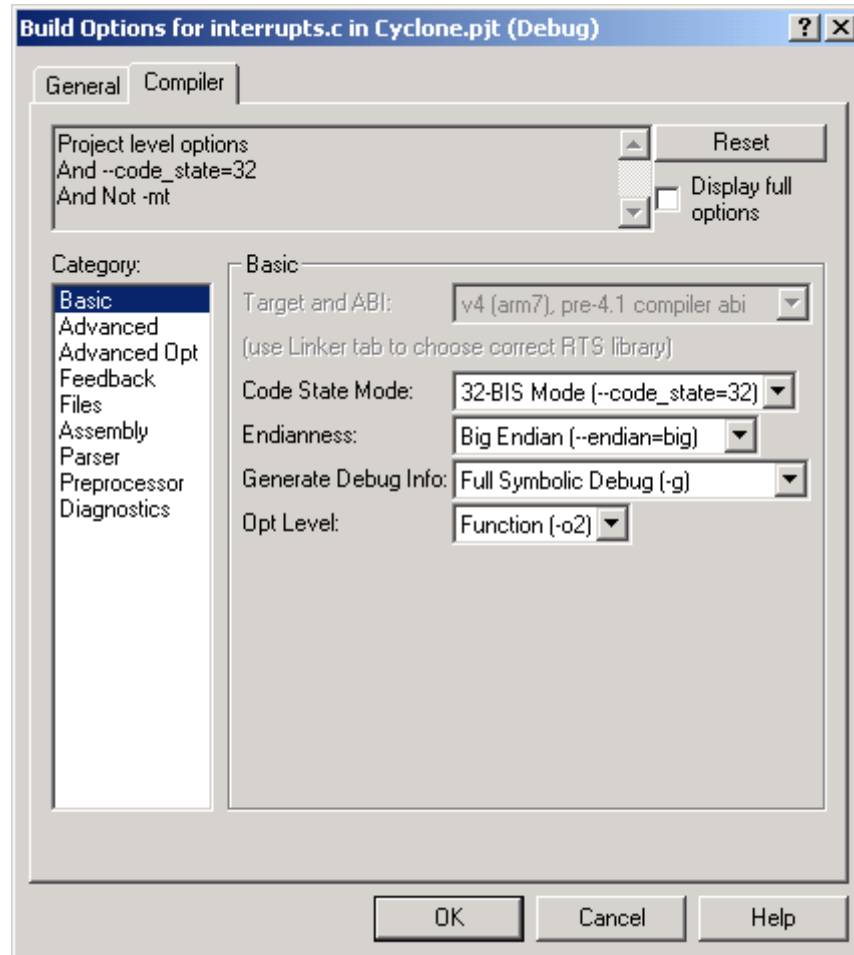 Build Options for interrupts.c in Cyclone.pjt (Debug)
General
Compiler
Project level options
And --code_state=32
And Not -mt
Reset
Display full
options
Category:
Basic
Advanced
Advanced Opt
Feedback
Files
Assembly
Parser
Preprocessor
Diagnostics
Basic
Target and ABI: v4 (arm7), pre-4.1 compiler abi
(use Linker tab to choose correct RTS library)
Code State Mode: 32-BIS Mode (--code_state=32)
Endianness: Big Endian (--endian=big)
Generate Debug Info: Full Symbolic Debug (-g)
Opt Level: Function (-o2)
OK
Cancel
Help